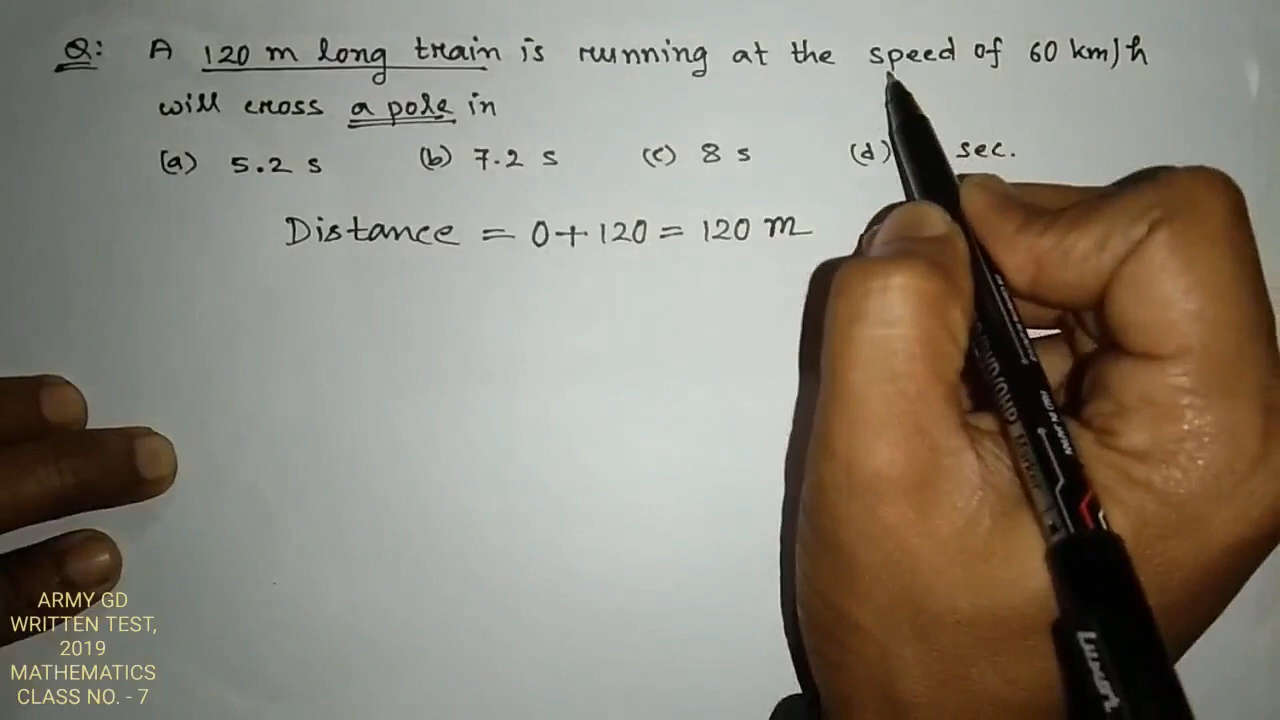 Q: A 120 m long train is running at the speed of 60 km/h
will cross a pole in
(a) 5.2 s (b) 7.2 s (c) 8 s (d) sec.
Distance = 0+120 = 120 m
ARMY GD
WRITTEN TEST,
2019
MATHEMATICS
CLASS NO. - 7